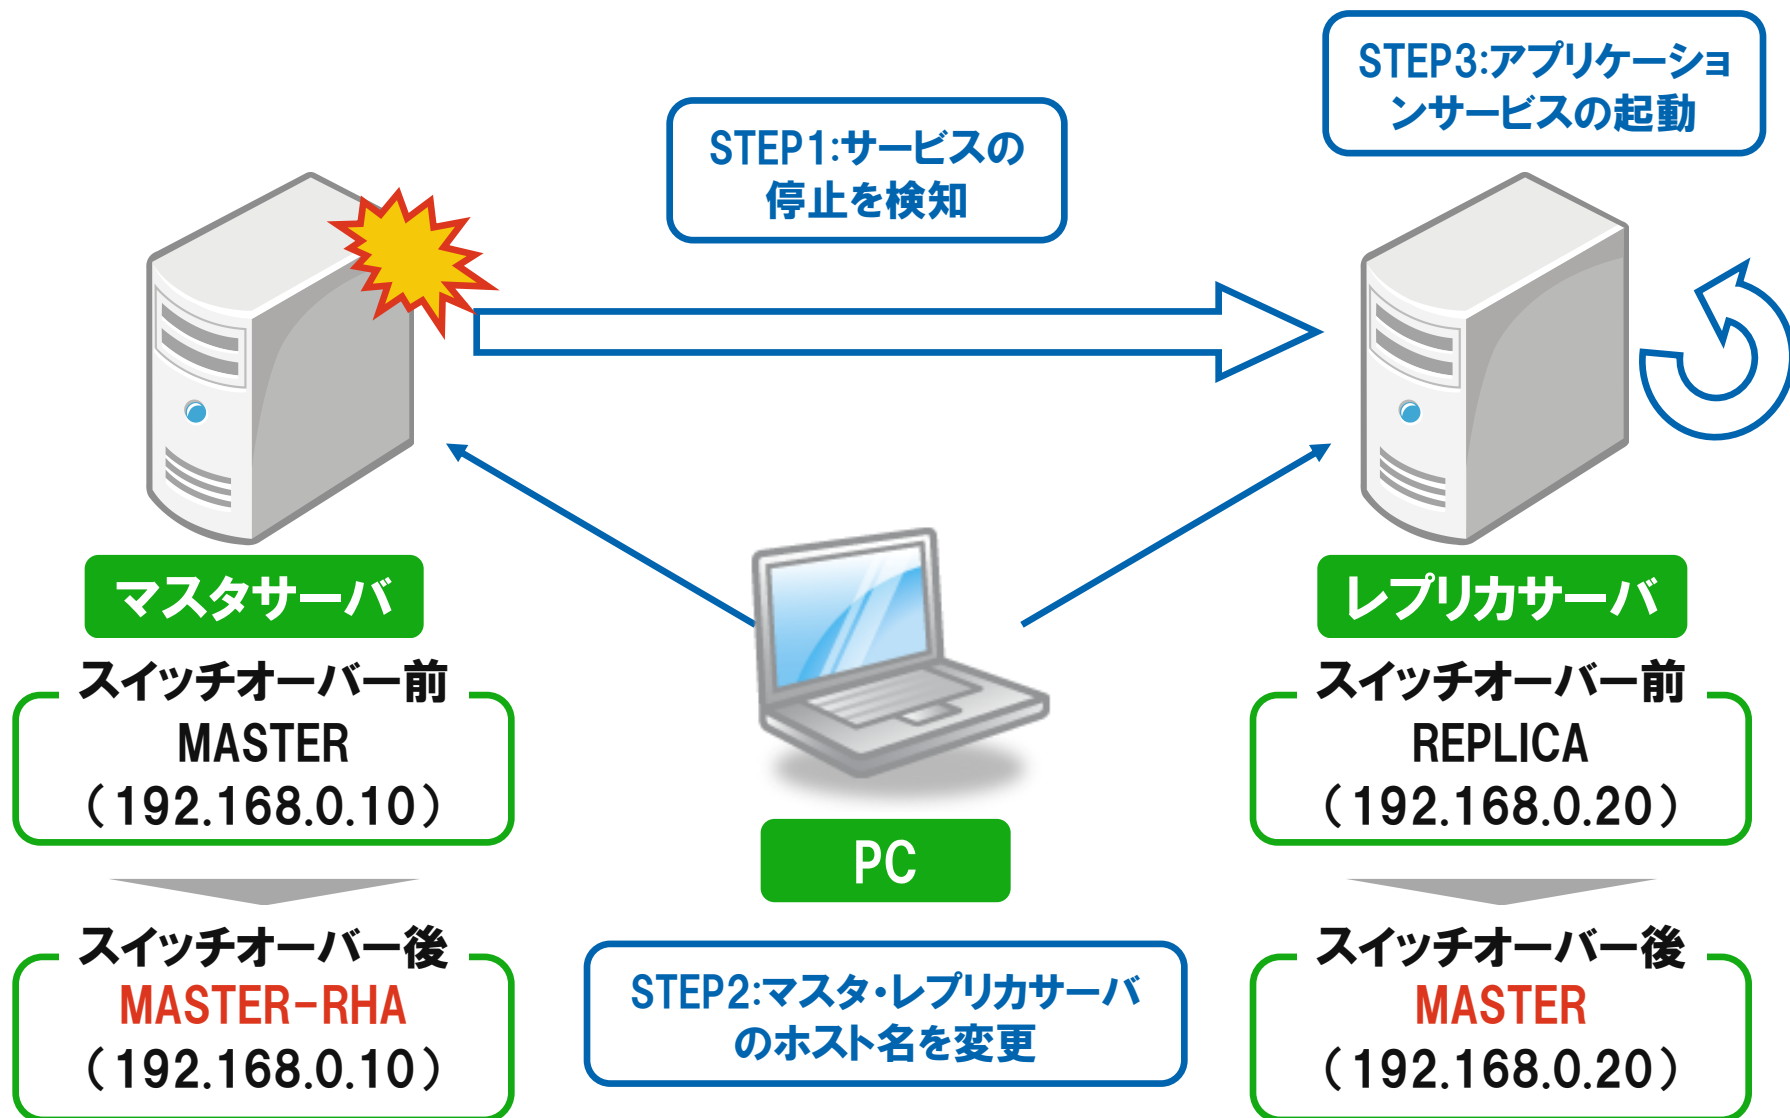 STEP3:アプリケーショ
ンサービスの起動
STEP1:サービスの
停止を検知
マスタサーバ
レプリカサーバ
スイッチオーバー前
MASTER
（192.168.0.10）
スイッチオーバー前
REPLICA
（192.168.0.20）
PC
スイッチオーバー後
MASTER-RHA
（192.168.0.10）
STEP2:マスタ・レプリカサーバ
のホスト名を変更
スイッチオーバー後
MASTER
（192.168.0.20）